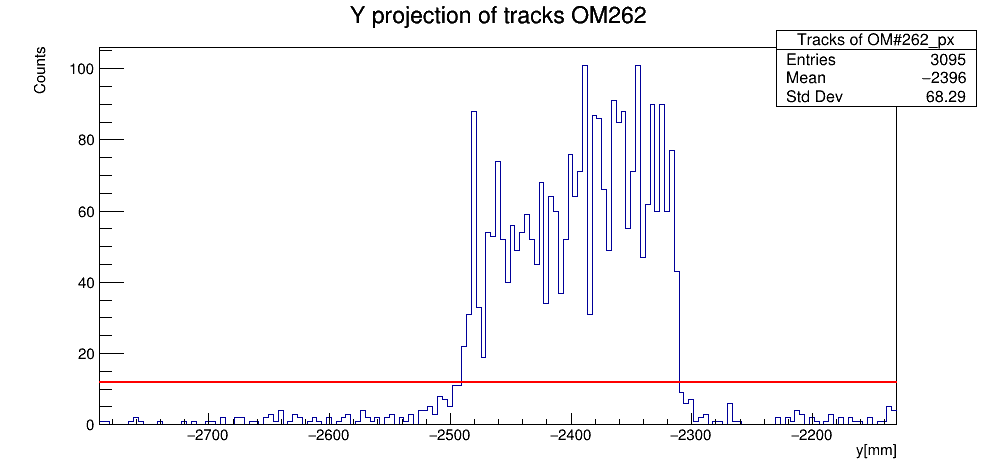 Y projection of tracks OM262
Tracks of OM#262_px
Entries 3095
Mean −2396
Std Dev 68.29
Counts
100
80
60
40
20
0
−2700 −2600 −2500 −2400 −2300 −2200
y[mm]